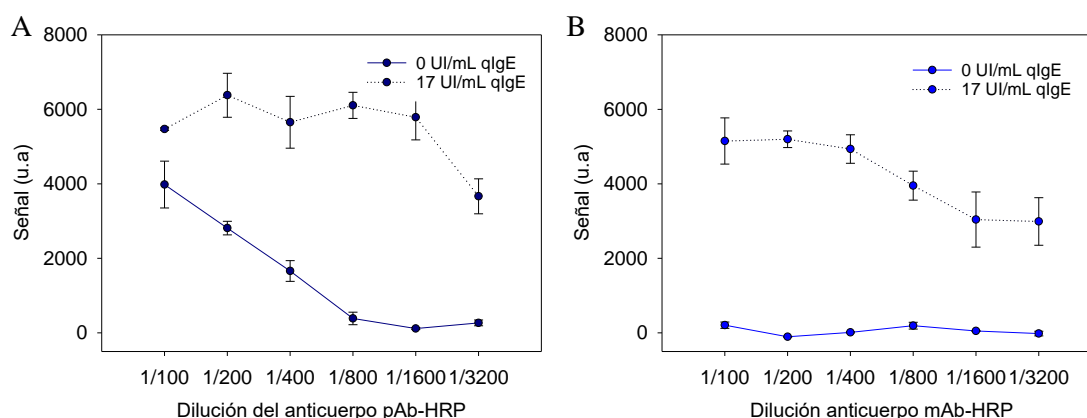 A
8000
6000
4000
2000
0
Señal (u.a)
0 UI/mL qIgE
17 UI/mL qIgE
1/100 1/200 1/400 1/800 1/1600 1/3200
Dilución del anticuerpo pAb-HRP
B
8000
6000
4000
2000
0
Señal (u.a)
0 UI/mL qIgE
17 UI/mL qIgE
1/100 1/200 1/400 1/800 1/1600 1/3200
Dilución anticuerpo mAb-HRP